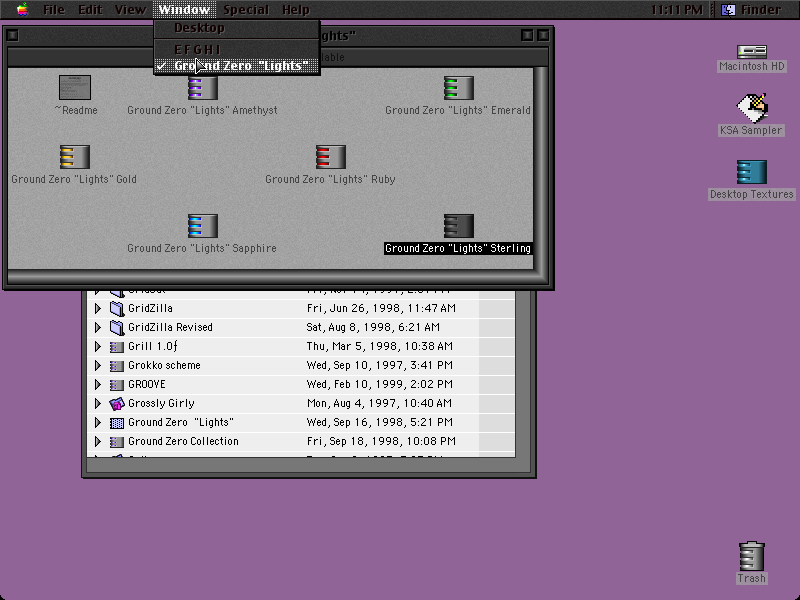 File Edit View Window Special Help 11:11 PM Finder
Desktop
E F G H I
✓ Ground Zero "Lights"
ghts"
lable
~Readme
Ground Zero "Lights" Amethyst
Ground Zero "Lights" Emerald
Ground Zero "Lights" Gold
Ground Zero "Lights" Ruby
Ground Zero "Lights" Sapphire
Ground Zero "Lights" Sterling
GridZilla Fri, Jun 26, 1998, 11:47 AM
GridZilla Revised Sat, Aug 8, 1998, 6:21 AM
Grill 1.0f Thu, Mar 5, 1998, 10:38 AM
Grokko scheme Wed, Sep 10, 1997, 3:41 PM
GROOVE Wed, Feb 10, 1999, 2:02 PM
Grossly Girly Mon, Aug 4, 1997, 10:40 AM
Ground Zero "Lights" Wed, Sep 16, 1998, 5:21 PM
Ground Zero Collection Fri, Sep 18, 1998, 10:08 PM
Macintosh HD
KSA Sampler
Desktop Textures
Trash